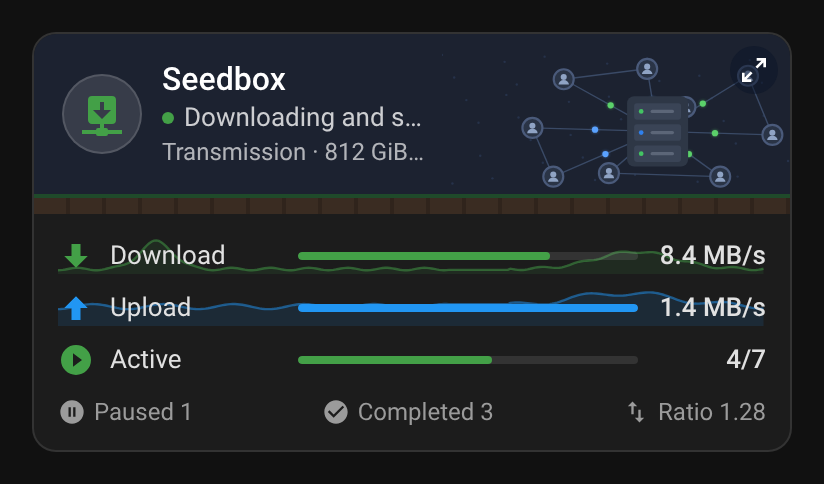 Seedbox
Downloading and s…
Transmission · 812 GiB…
Download 8.4 MB/s
Upload 1.4 MB/s
Active 4/7
Paused 1 Completed 3 Ratio 1.28